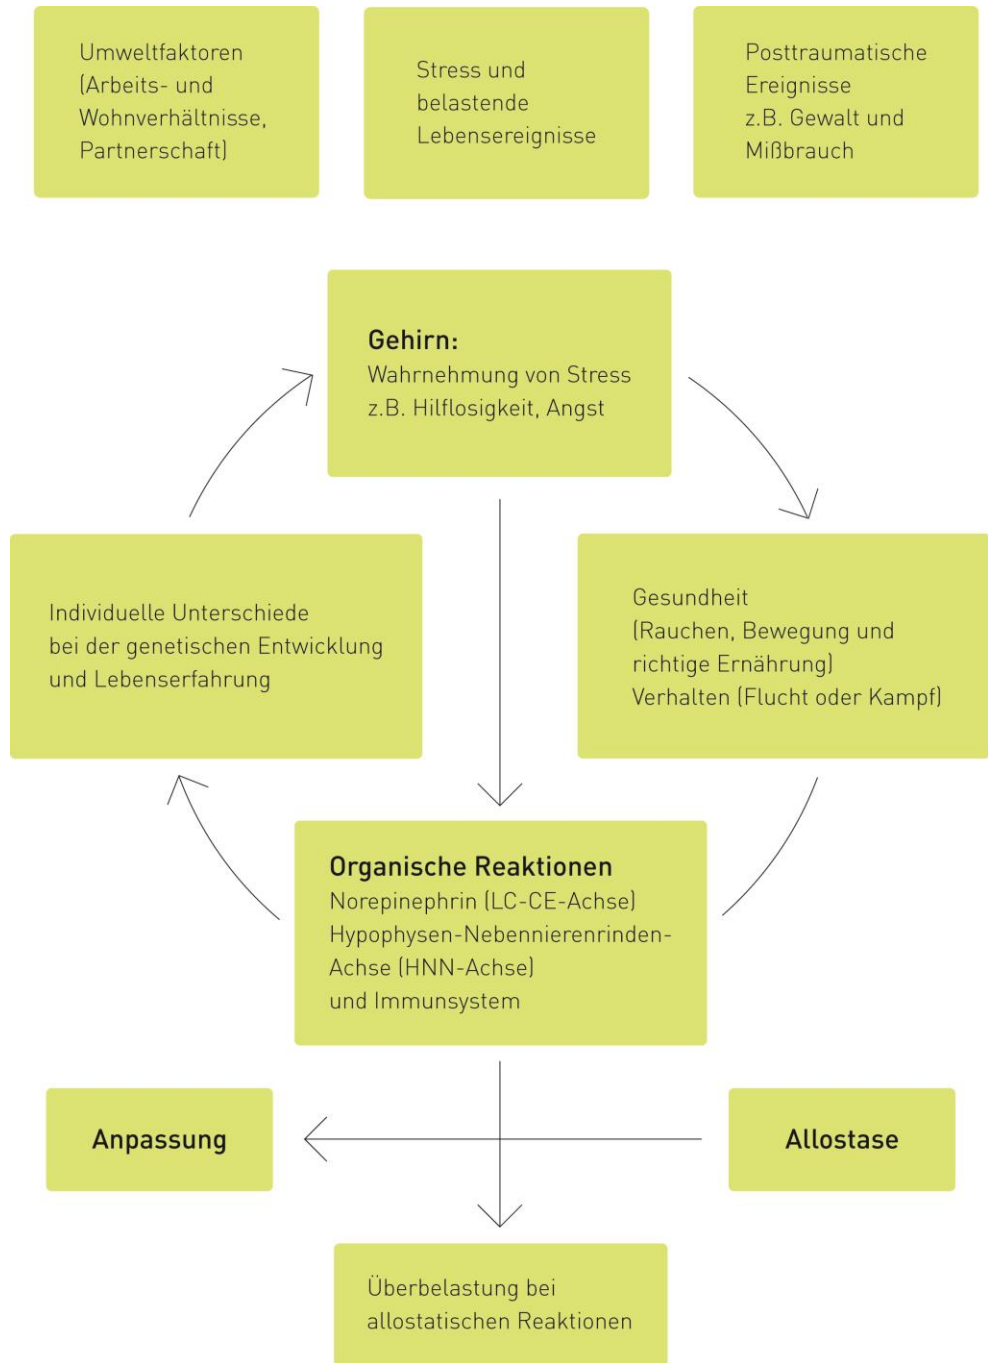 Umweltfaktoren
(Arbeits- und
Wohnverhältnisse,
Partnerschaft)
Stress und
belastende
Lebensereignisse
Posttraumatische
Ereignisse
z.B. Gewalt und
Mißbrauch
Gehirn:
Wahrnehmung von Stress
z.B. Hilflosigkeit, Angst
Individuelle Unterschiede
bei der genetischen Entwicklung
und Lebenserfahrung
Gesundheit
(Rauchen, Bewegung und
richtige Ernährung)
Verhalten (Flucht oder Kampf)
Organische Reaktionen
Norepinephrin (LC-CE-Achse)
Hypophysen-Nebennierenrinden-
Achse (HNN-Achse)
und Immunsystem
Anpassung
Allostase
Überbelastung bei
allostatischen Reaktionen